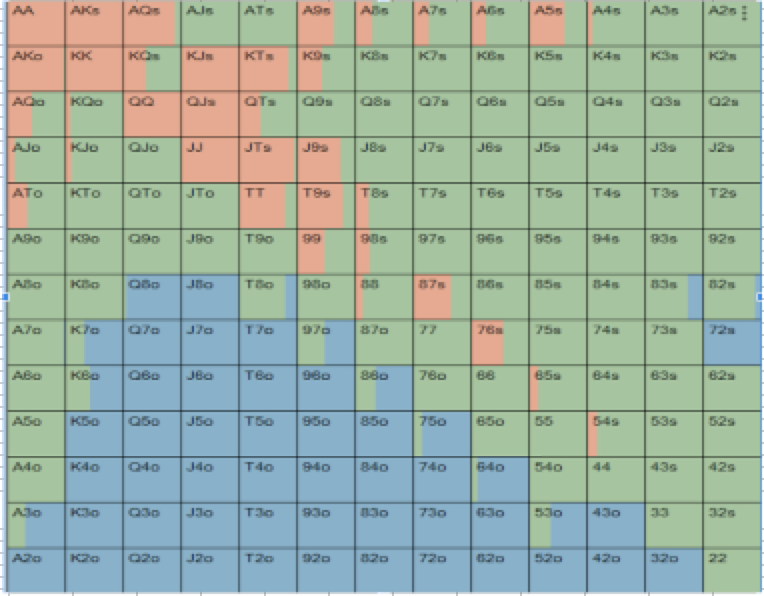 AA AKs AQs AJs ATs A9s A8s A7s A6s A5s A4s A3s A2s
AKo KK KQs KJs KTs K9s K8s K7s K6s K5s K4s K3s K2s
AQo KQo QQ QJs QTs Q9s Q8s Q7s Q6s Q5s Q4s Q3s Q2s
AJo KJo QJo JJ JTs J9s J8s J7s J6s J5s J4s J3s J2s
ATo KTo QTo JTo TT T9s T8s T7s T6s T5s T4s T3s T2s
A9o K9o Q9o J9o T9o 99 98s 97s 96s 95s 94s 93s 92s
A8o K8o Q8o J8o T8o 98o 88 87s 86s 85s 84s 83s 82s
A7o K7o Q7o J7o T7o 97o 87o 77 76s 75s 74s 73s 72s
A6o K6o Q6o J6o T6o 96o 86o 76o 66 65s 64s 63s 62s
A5o K5o Q5o J5o T5o 95o 85o 75o 65o 55 54s 53s 52s
A4o K4o Q4o J4o T4o 94o 84o 74o 64o 54o 44 43s 42s
A3o K3o Q3o J3o T3o 93o 83o 73o 63o 53o 43o 33 32s
A2o K2o Q2o J2o T2o 92o 82o 72o 62o 52o 42o 32o 22